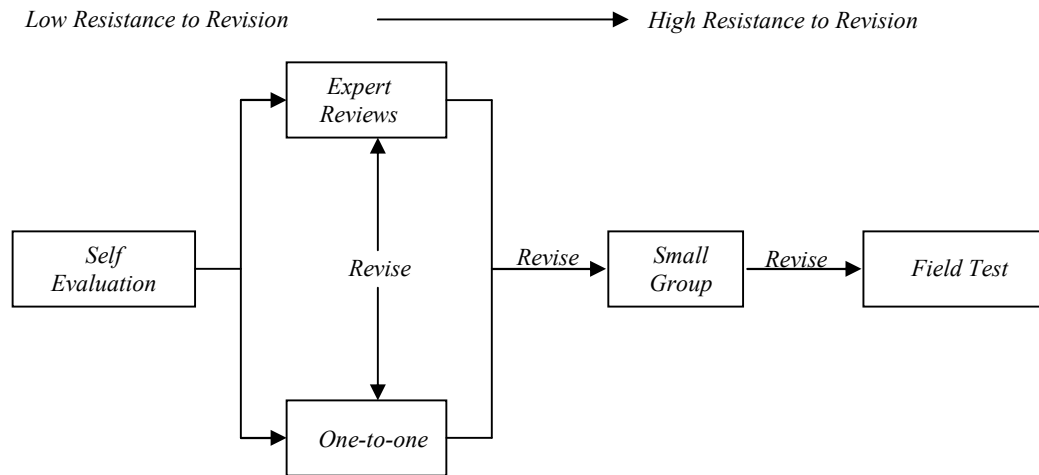 Low Resistance to Revision
High Resistance to Revision
Expert
Reviews
Self
Evaluation
Revise
Revise
Small
Group
Revise
Field Test
One-to-one